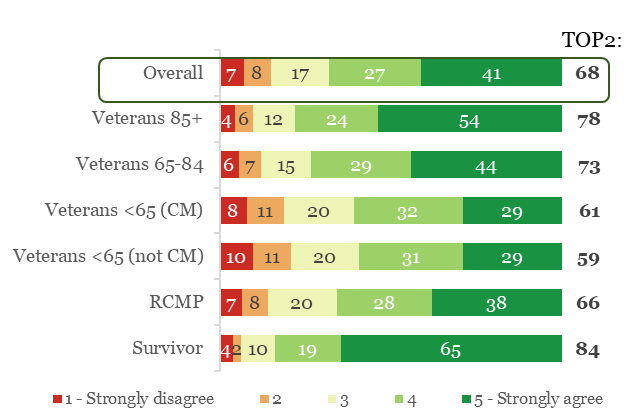 TOP2:
Overall 7 8 17 27 41 68
Veterans 85+ 4 6 12 24 54 78
Veterans 65-84 6 7 15 29 44 73
Veterans <65 (CM) 8 11 20 32 29 61
Veterans <65 (not CM) 10 11 20 31 29 59
RCMP 7 8 20 28 38 66
Survivor 4 2 10 19 65 84
1 - Strongly disagree 2 3 4 5 - Strongly agree